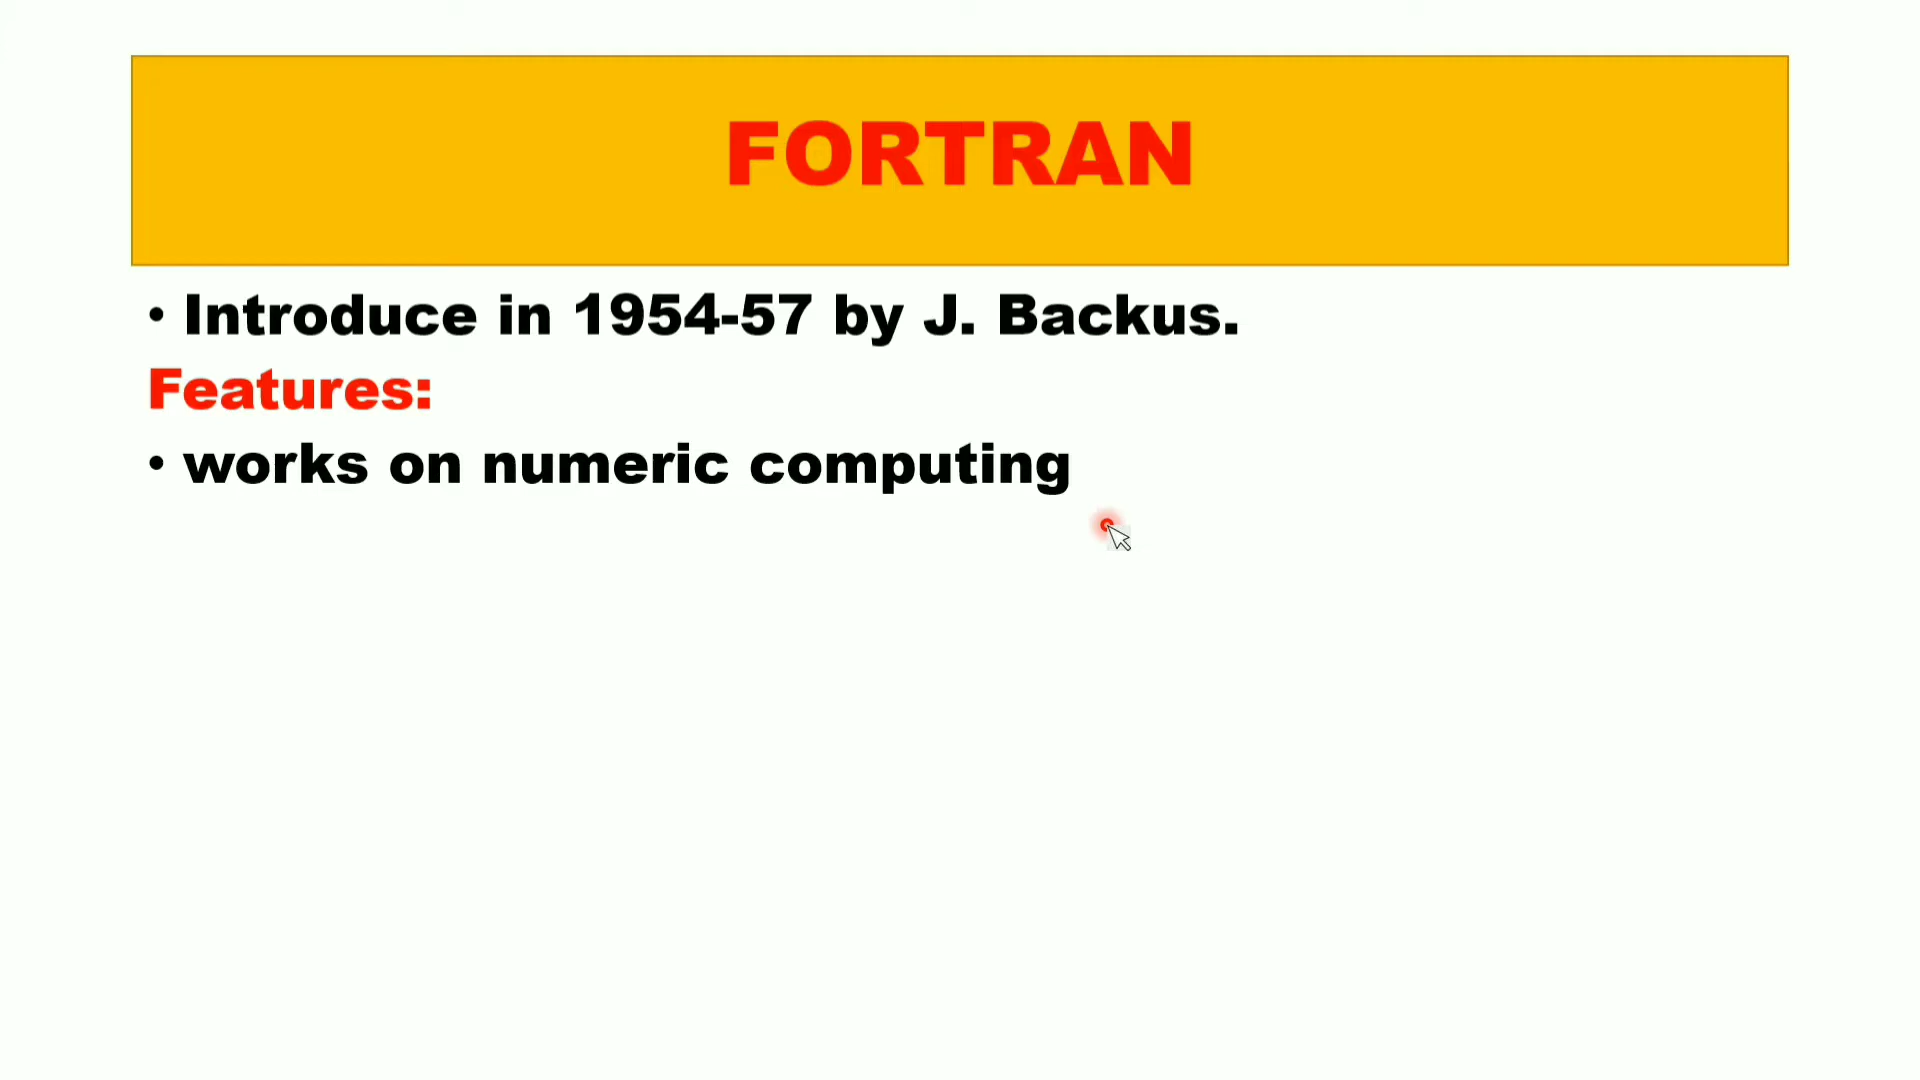 FORTRAN
• Introduce in 1954-57 by J. Backus.
Features:
• works on numeric computing